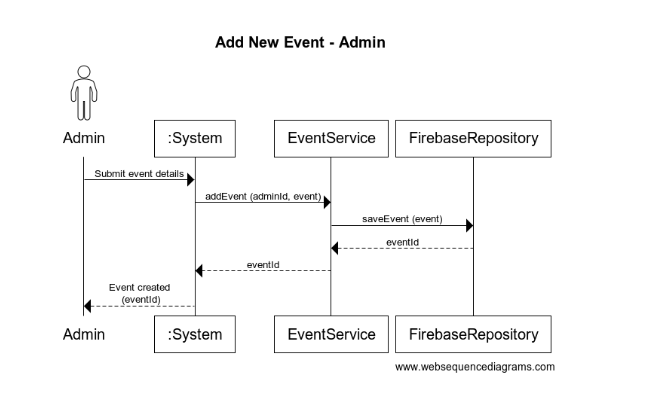 Add New Event - Admin
Admin
:System
EventService
FirebaseRepository
Submit event details
addEvent (adminId, event)
saveEvent (event)
eventId
eventId
Event created
(eventId)
Admin
:System
EventService
FirebaseRepository
www.websequencediagrams.com